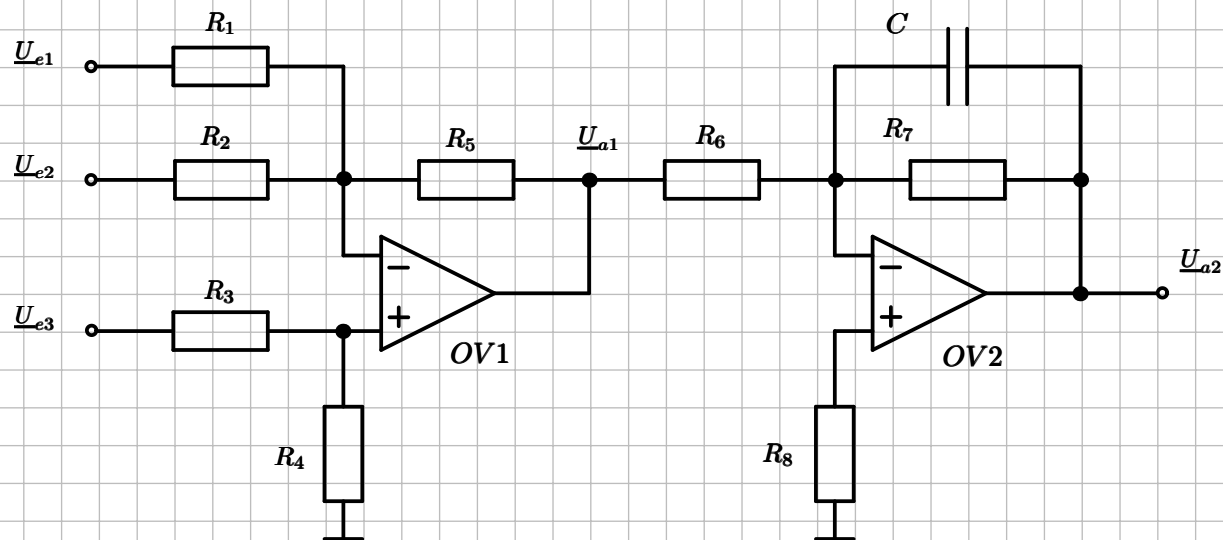 C
R1
Ue1
R2
R5
Ua1
R6
R7
Ue2
−
−
Ua2
R3
Ue3
+
+
OV1
OV2
R4
R8